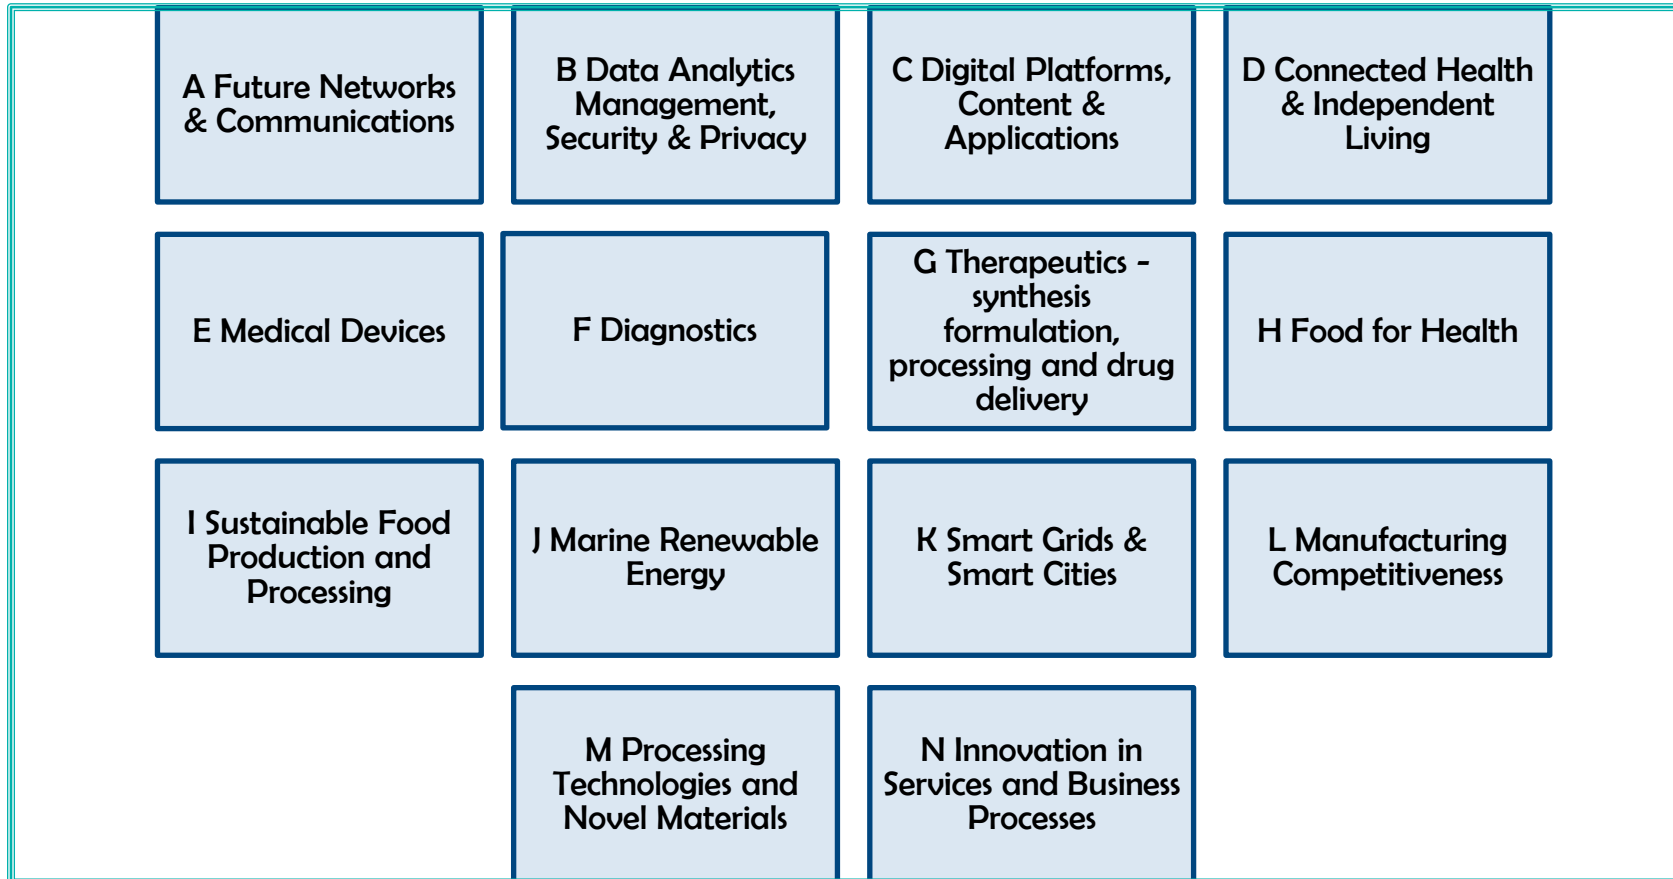 A Future Networks
& Communications
B Data Analytics
Management,
Security & Privacy
C Digital Platforms,
Content &
Applications
D Connected Health
& Independent
Living
E Medical Devices
F Diagnostics
G Therapeutics -
synthesis
formulation,
processing and drug
delivery
H Food for Health
I Sustainable Food
Production and
Processing
J Marine Renewable
Energy
K Smart Grids &
Smart Cities
L Manufacturing
Competitiveness
M Processing
Technologies and
Novel Materials
N Innovation in
Services and Business
Processes